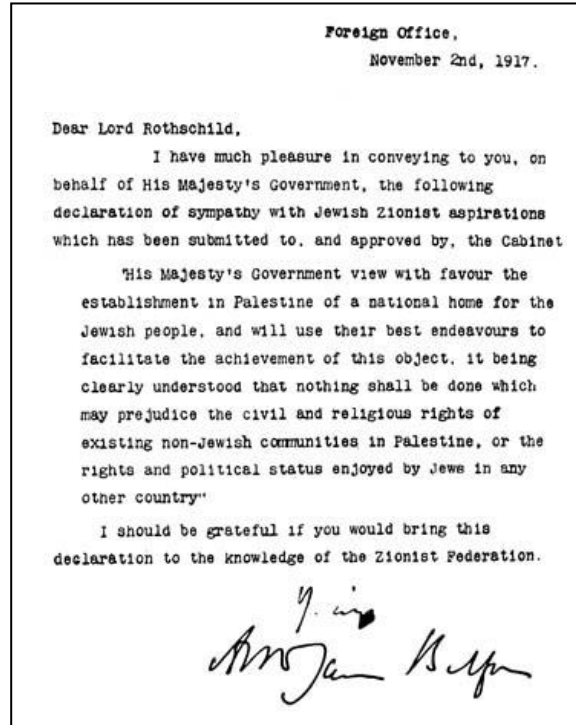 Foreign Office,
November 2nd, 1917.
Dear Lord Rothschild,
I have much pleasure in conveying to you, on
behalf of His Majesty's Government, the following
declaration of sympathy with Jewish Zionist aspirations
which has been submitted to, and approved by, the Cabinet
"His Majesty's Government view with favour the
establishment in Palestine of a national home for the
Jewish people, and will use their best endeavours to
facilitate the achievement of this object, it being
clearly understood that nothing shall be done which
may prejudice the civil and religious rights of
existing non-Jewish communities in Palestine, or the
rights and political status enjoyed by Jews in any
other country"
I should be grateful if you would bring this
declaration to the knowledge of the Zionist Federation.
Balfour